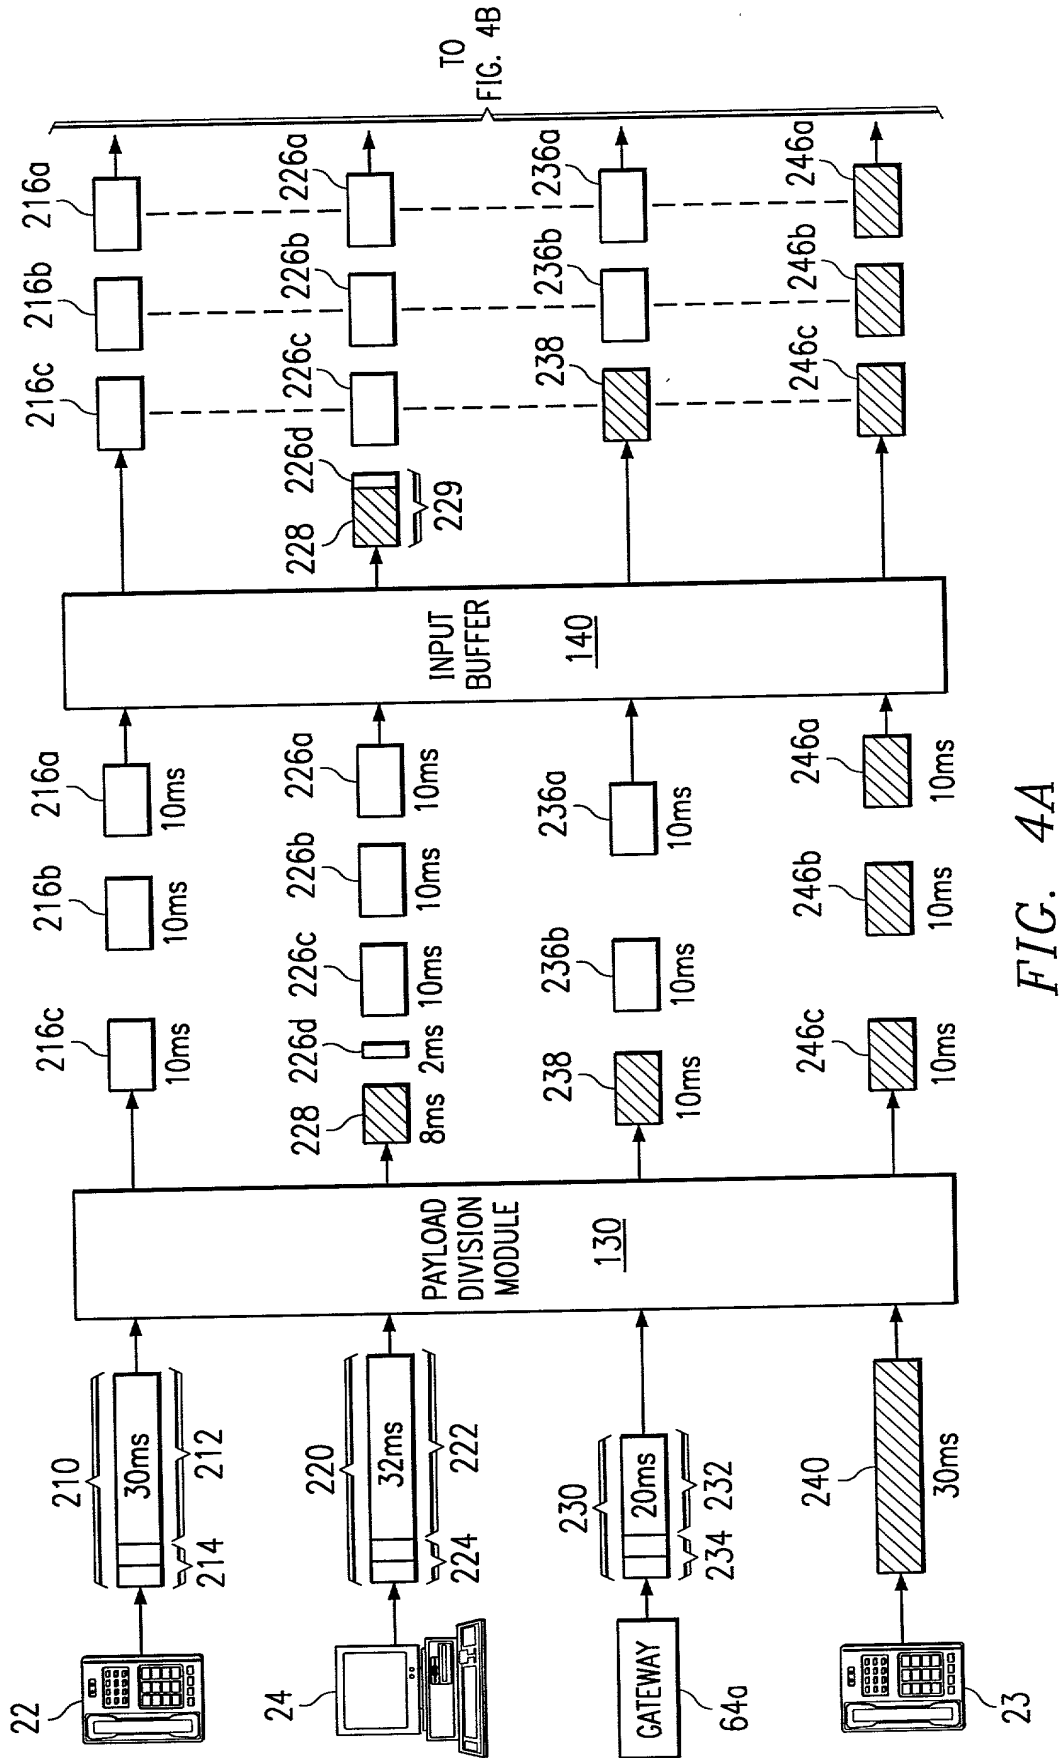 22
210
30ms
214
212
24
220
32ms
224
222
GATEWAY
64a
230
20ms
234
232
23
240
30ms
PAYLOAD
DIVISION
MODULE
130
216c
10ms
216b
10ms
216a
10ms
228
8ms
226d
2ms
226c
10ms
226b
10ms
226a
10ms
238
10ms
236b
10ms
236a
10ms
246c
10ms
246b
10ms
246a
10ms
INPUT
BUFFER
140
216c
216b
216a
228
226d
229
226c
226b
226a
238
236b
236a
246c
246b
246a
TO
FIG. 4B
FIG. 4A